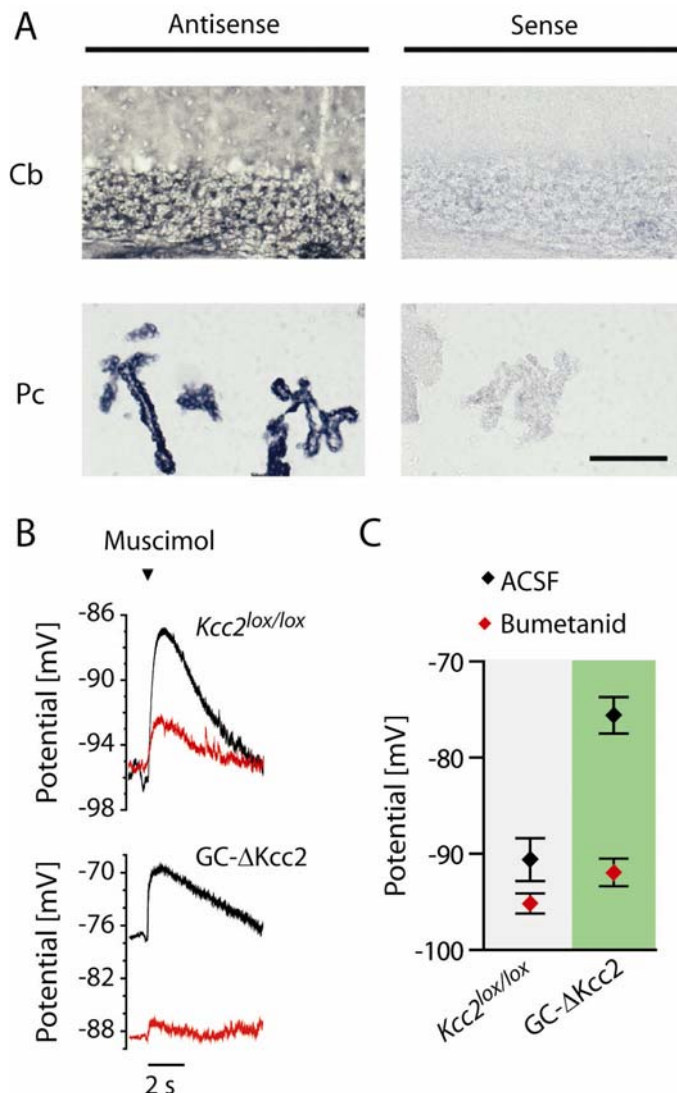 A
Antisense
Sense
Cb
Pc
B
Muscimol
Kcc2lox/lox
Potential [mV]
-86
-90
-94
-98
GC-ΔKcc2
Potential [mV]
-70
-76
-82
-88
2 s
C
ACSF
Bumetanid
Potential [mV]
-70
-80
-90
-100
Kcc2lox/lox
GC-ΔKcc2